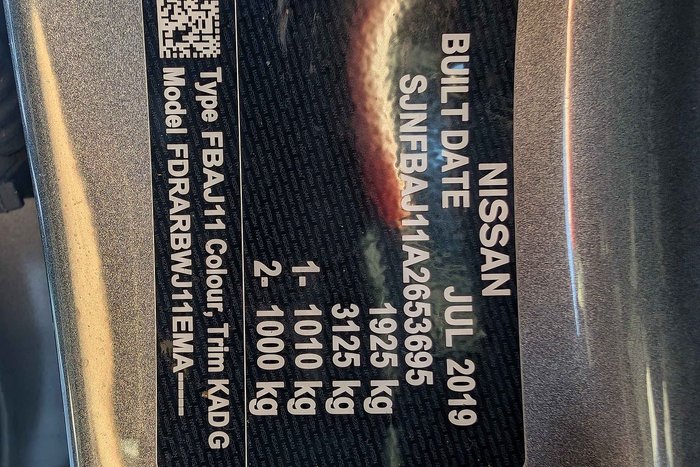 NISSAN
BUILT DATE JUL 2019
SJNFBAJ11A2653695
1925 kg
3125 kg
1- 1010 kg
2- 1000 kg
Type FBAJ11 Colour, Trim KAD G
Model FDRARBWJ11EMA-----